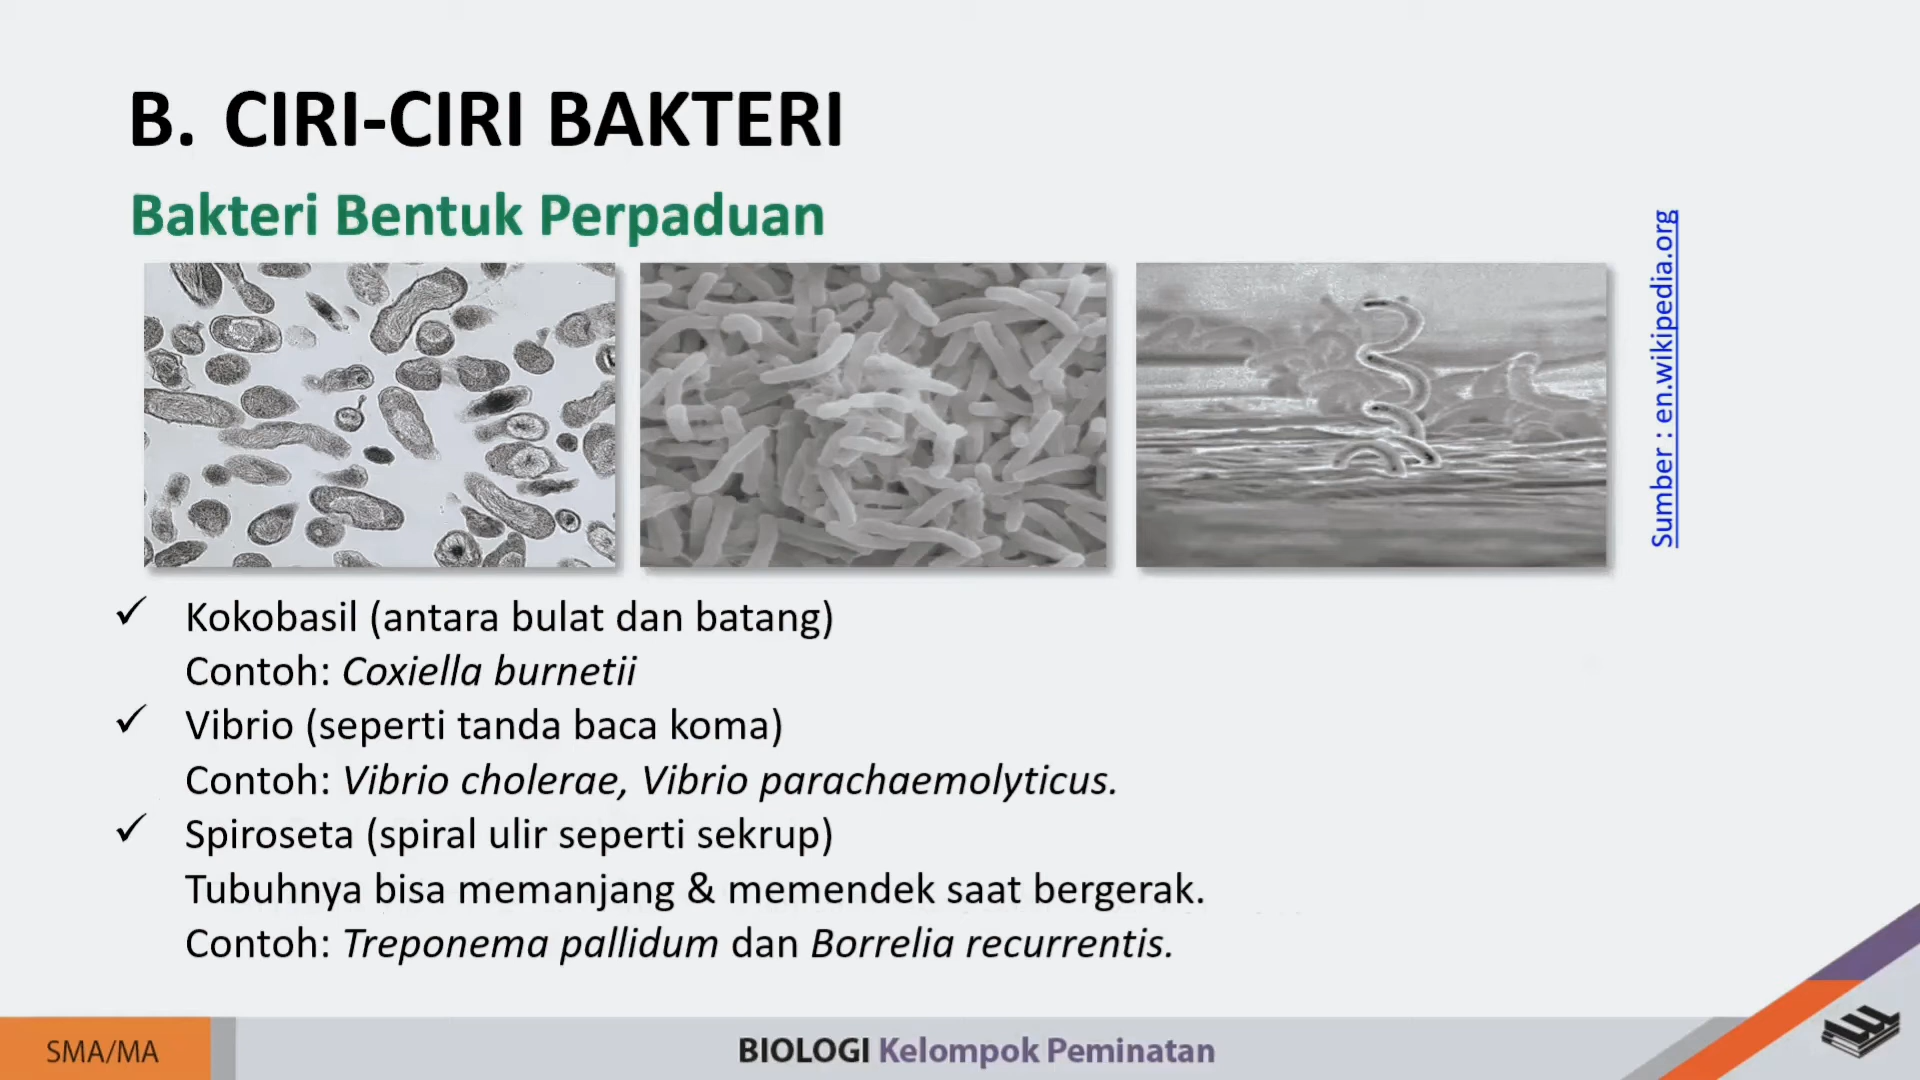 B. CIRI-CIRI BAKTERI
Bakteri Bentuk Perpaduan
Sumber : en.wikipedia.org
✓ Kokobasil (antara bulat dan batang)
Contoh: Coxiella burnetii
✓ Vibrio (seperti tanda baca koma)
Contoh: Vibrio cholerae, Vibrio parachaemolyticus.
✓ Spiroseta (spiral ulir seperti sekrup)
Tubuhnya bisa memanjang & memendek saat bergerak.
Contoh: Treponema pallidum dan Borrelia recurrentis.
SMA/MA
BIOLOGI Kelompok Peminatan